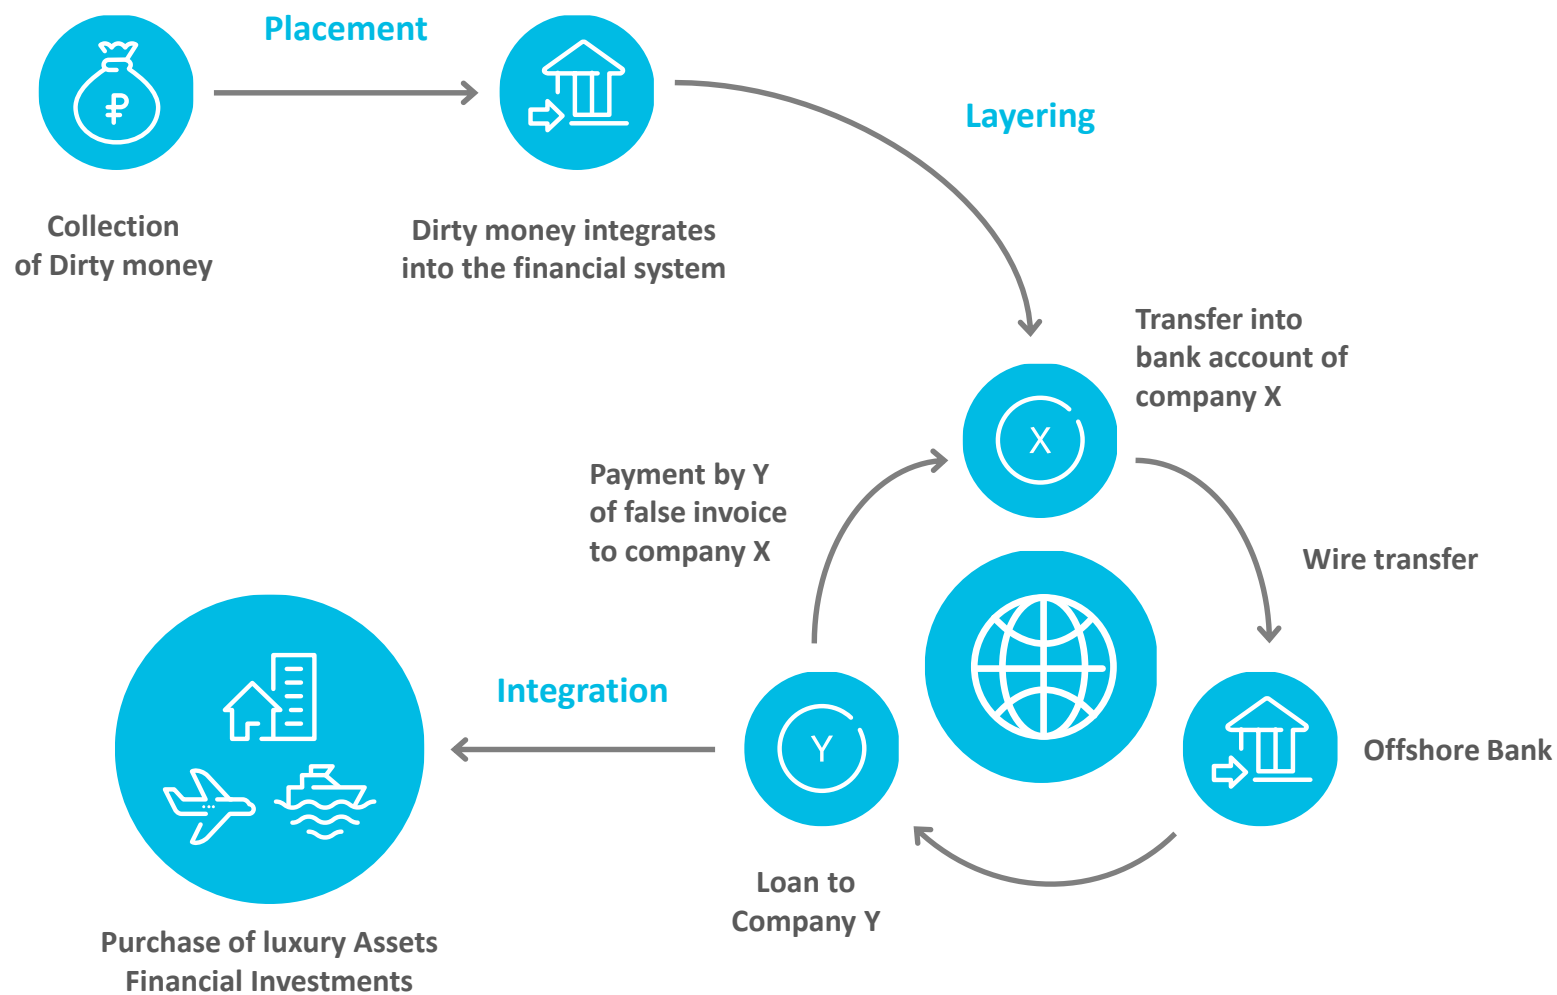 Placement
₽
Layering
Collection
of Dirty money
Dirty money integrates
into the financial system
Transfer into
bank account of
company X
X
Payment by Y
of false invoice
to company X
Wire transfer
Integration
Y
Offshore Bank
Loan to
Company Y
Purchase of luxury Assets
Financial Investments